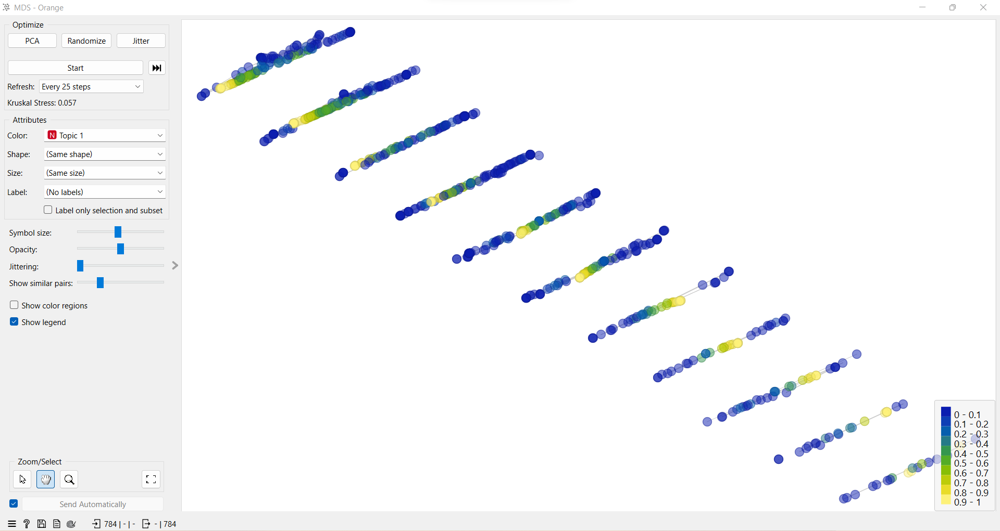 MDS - Orange
Optimize
PCA Randomize Jitter
Start
Refresh: Every 25 steps
Kruskal Stress: 0.057
Attributes
Color: N Topic 1
Shape: (Same shape)
Size: (Same size)
Label: (No labels)
Label only selection and subset
Symbol size:
Opacity:
Jittering:
Show similar pairs:
Show color regions
Show legend
Zoom/Select
Send Automatically
? 784 | - | - - | 784
0 - 0.1
0.1 - 0.2
0.2 - 0.3
0.3 - 0.4
0.4 - 0.5
0.5 - 0.6
0.6 - 0.7
0.7 - 0.8
0.8 - 0.9
0.9 - 1